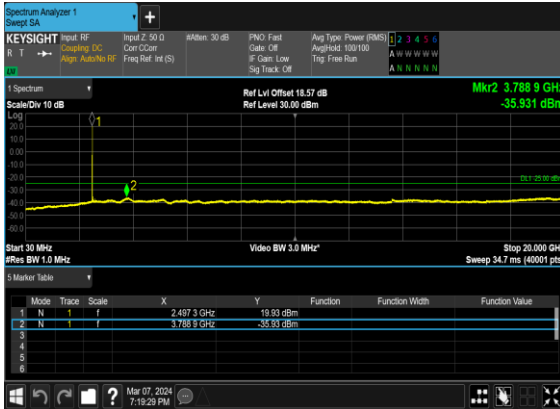 Spectrum Analyzer 1
Swept SA
+
KEYSIGHT Input: RF Input Z: 50 Ω #Atten: 30 dB PNO: Fast Avg Type: Power (RMS) 1 2 3 4 5 6
R T Coupling: DC Corr CCorr Gate: Off Avg|Hold: 100/100 A W W W W W
Align: Auto/No RF Freq Ref: Int (S) IF Gain: Low Trig: Free Run
Sig Track: Off A N N N N N
1 Spectrum Ref Lvl Offset 18.57 dB Mkr2 3.788 9 GHz
Scale/Div 10 dB Ref Level 30.00 dBm -35.931 dBm
Log
20.0
10.0
0.00
-10.0
-20.0
-30.0
-40.0
-50.0
-60.0
1
2
DL1 -25.00 dBm
Start 30 MHz Video BW 3.0 MHz* Stop 20.000 GHz
#Res BW 1.0 MHz Sweep 34.7 ms (40001 pts)
5 Marker Table
Mode Trace Scale X Y Function Function Width Function Value
1 N 1 f 2.497 3 GHz 19.93 dBm
2 N 1 f 3.788 9 GHz -35.93 dBm
3
4
5
6
? Mar 07, 2024
7:19:29 PM